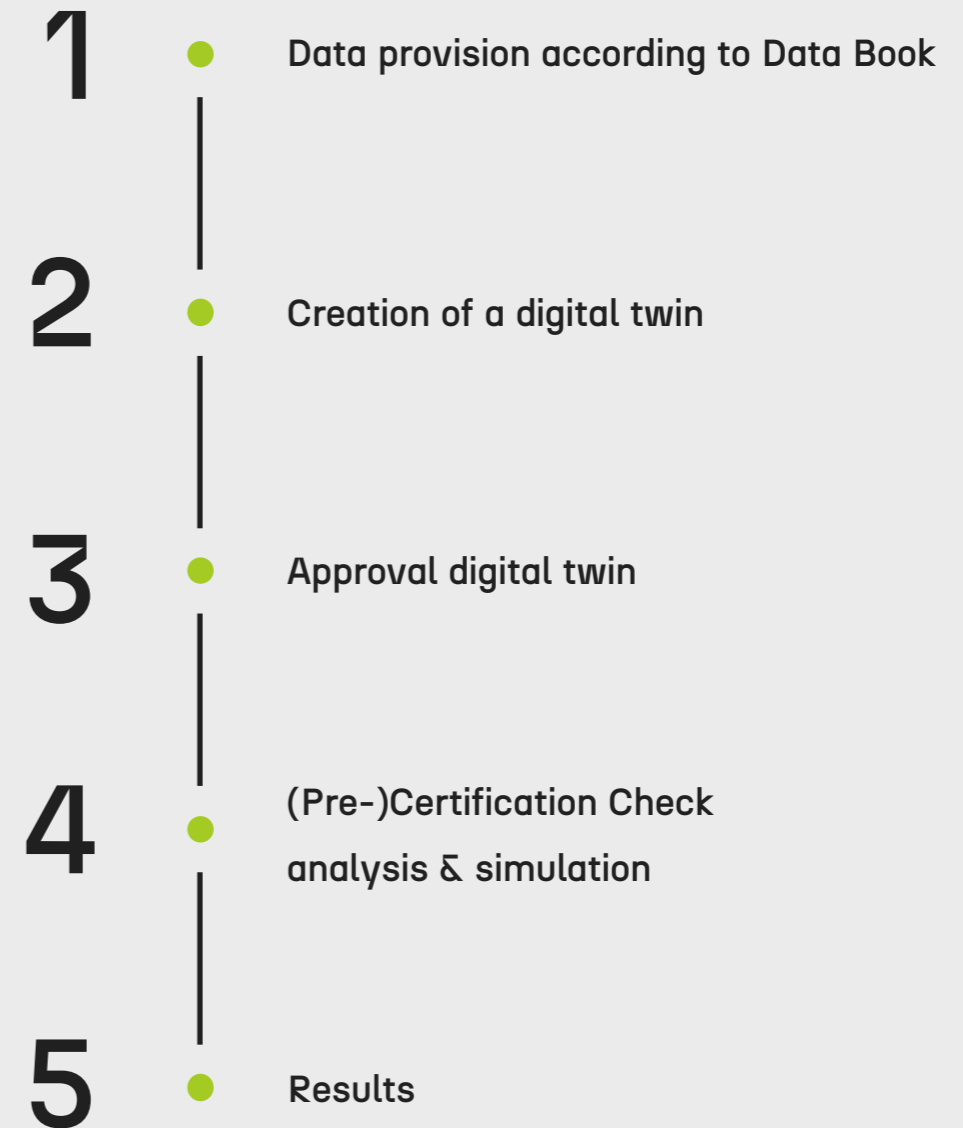 1
Data provision according to Data Book
2
Creation of a digital twin
3
Approval digital twin
4
(Pre-)Certification Check
analysis & simulation
5
Results